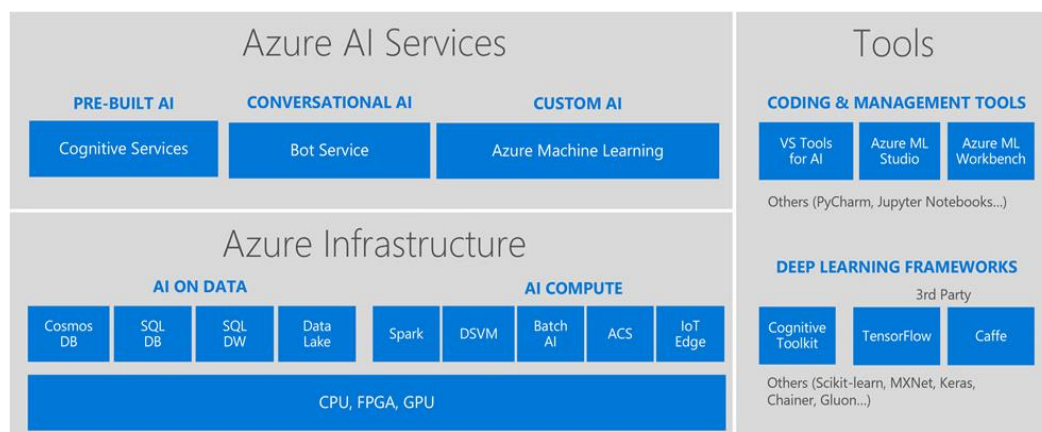 Azure AI Services
PRE-BUILT AI
CONVERSATIONAL AI
CUSTOM AI
Cognitive Services
Bot Service
Azure Machine Learning
Azure Infrastructure
AI ON DATA
AI COMPUTE
Cosmos
DB
SQL
DB
SQL
DW
Data
Lake
Spark
DSVM
Batch
AI
ACS
IoT
Edge
CPU, FPGA, GPU
Tools
CODING & MANAGEMENT TOOLS
VS Tools
for AI
Azure ML
Studio
Azure ML
Workbench
Others (PyCharm, Jupyter Notebooks...)
DEEP LEARNING FRAMEWORKS
3rd Party
Cognitive
Toolkit
TensorFlow
Caffe
Others (Scikit-learn, MXNet, Keras,
Chainer, Gluon...)